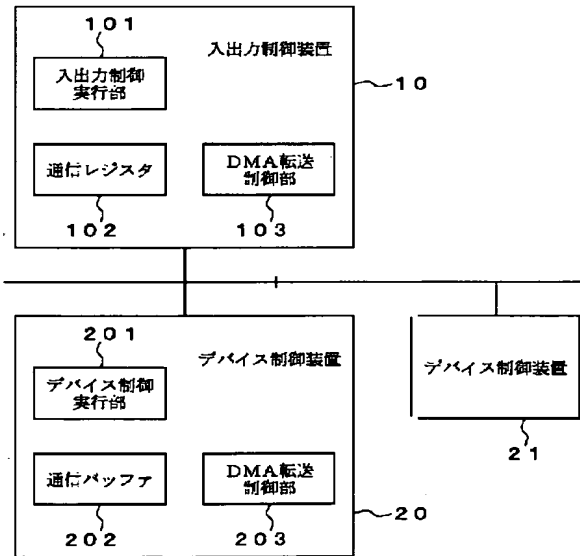 101
入出力制御装置
入出力制御
実行部
10
通信レジスタ
DMA転送
制御部
102
103
201
デバイス制御装置
デバイス制御装置
デバイス制御
実行部
21
通信バッファ
DMA転送
制御部
20
202
203